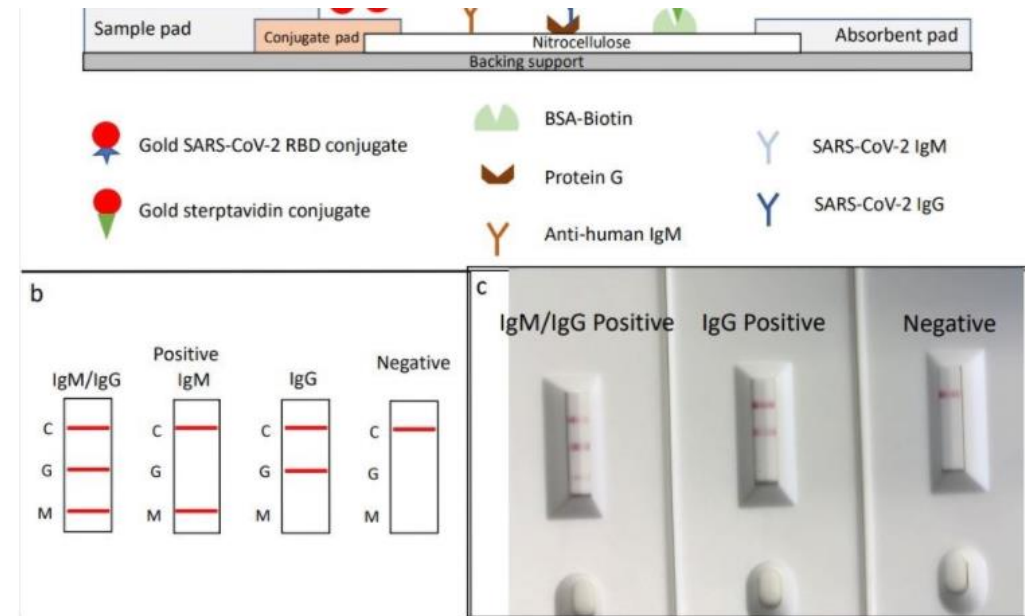 Sample pad
Conjugate pad
Nitrocellulose
Absorbent pad
Backing support
Gold SARS-CoV-2 RBD conjugate
Gold sterptavidin conjugate
BSA-Biotin
Protein G
Anti-human IgM
SARS-CoV-2 IgM
SARS-CoV-2 IgG
b
Positive
IgM/IgG IgM IgG Negative
C C C C
G G G G
M M M M
c
IgM/IgG Positive IgG Positive Negative